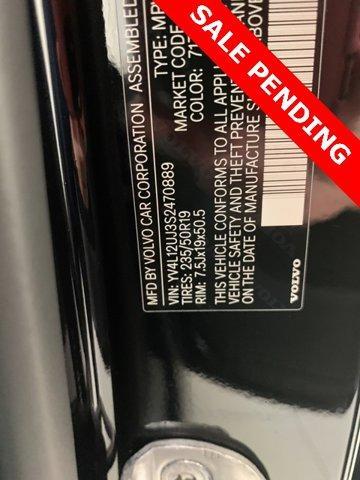 SALE PENDING
MFD BY VOLVO CAR CORPORATION ASSEMBLED
VIN: YV4L12UJ3S2470889 TYPE: MP
TIRES: 235/50R19 MARKET CODE
RIM: 7.5Jx19x50.5 COLOR: 71
THIS VEHICLE CONFORMS TO ALL APPL
VEHICLE SAFETY AND THEFT PREVEN
ON THE DATE OF MANUFACTURE S BOVE
VOLVO